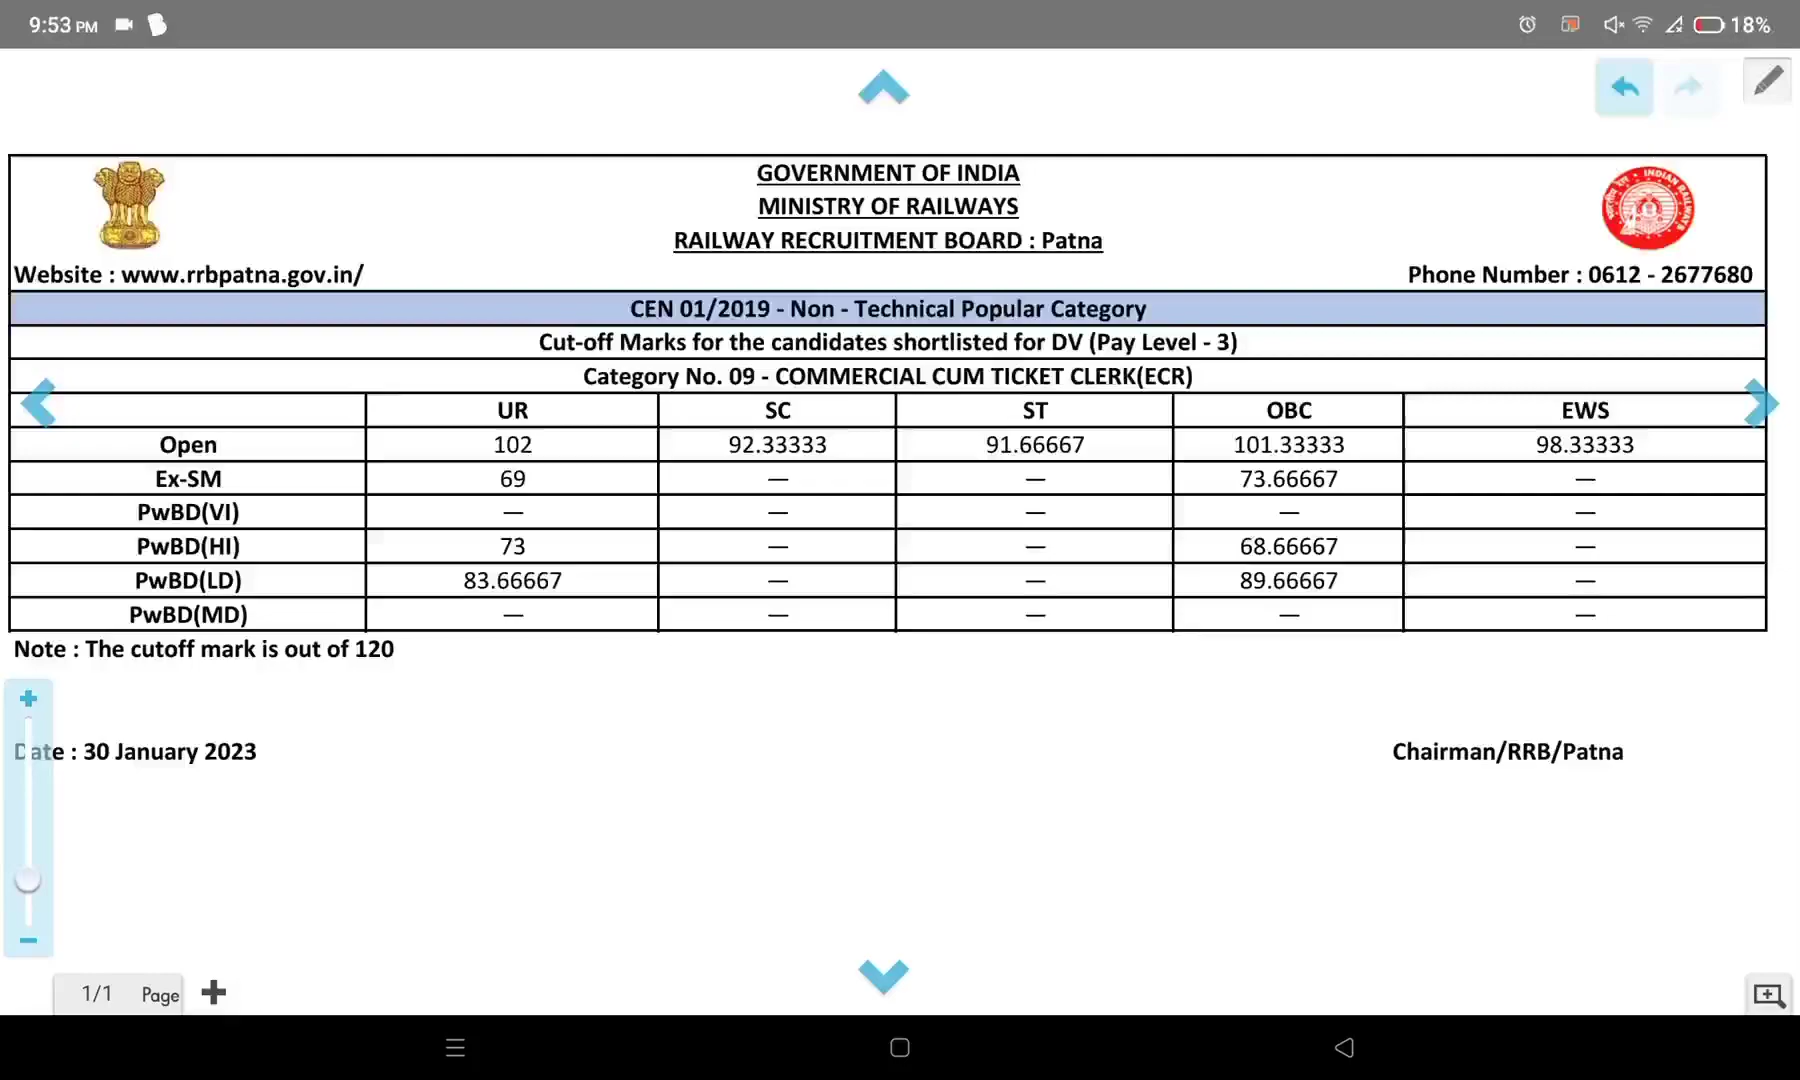 9:53 PM
18%
GOVERNMENT OF INDIA
MINISTRY OF RAILWAYS
RAILWAY RECRUITMENT BOARD : Patna
Website : www.rrbpatna.gov.in/ Phone Number : 0612 - 2677680
CEN 01/2019 - Non - Technical Popular Category
Cut-off Marks for the candidates shortlisted for DV (Pay Level - 3)
Category No. 09 - COMMERCIAL CUM TICKET CLERK(ECR)
UR SC ST OBC EWS
Open 102 92.33333 91.66667 101.33333 98.33333
Ex-SM 69 — — 73.66667 —
PwBD(VI) — — — — —
PwBD(HI) 73 — — 68.66667 —
PwBD(LD) 83.66667 — — 89.66667 —
PwBD(MD) — — — — —
Note : The cutoff mark is out of 120
Date : 30 January 2023 Chairman/RRB/Patna
1/1 Page